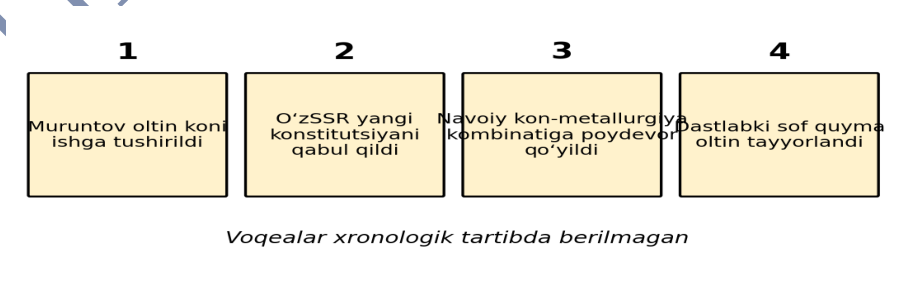 1
2
3
4
Muruntov oltin koni
ishga tushirildi
O‘zSSR yangi
konstitutsiyani
qabul qildi
Navoiy kon-metallurgiya
kombinatiga poydevor
qo‘yildi
Dastlabki sof quyma
oltin tayyorlandi
Voqealar xronologik tartibda berilmagan